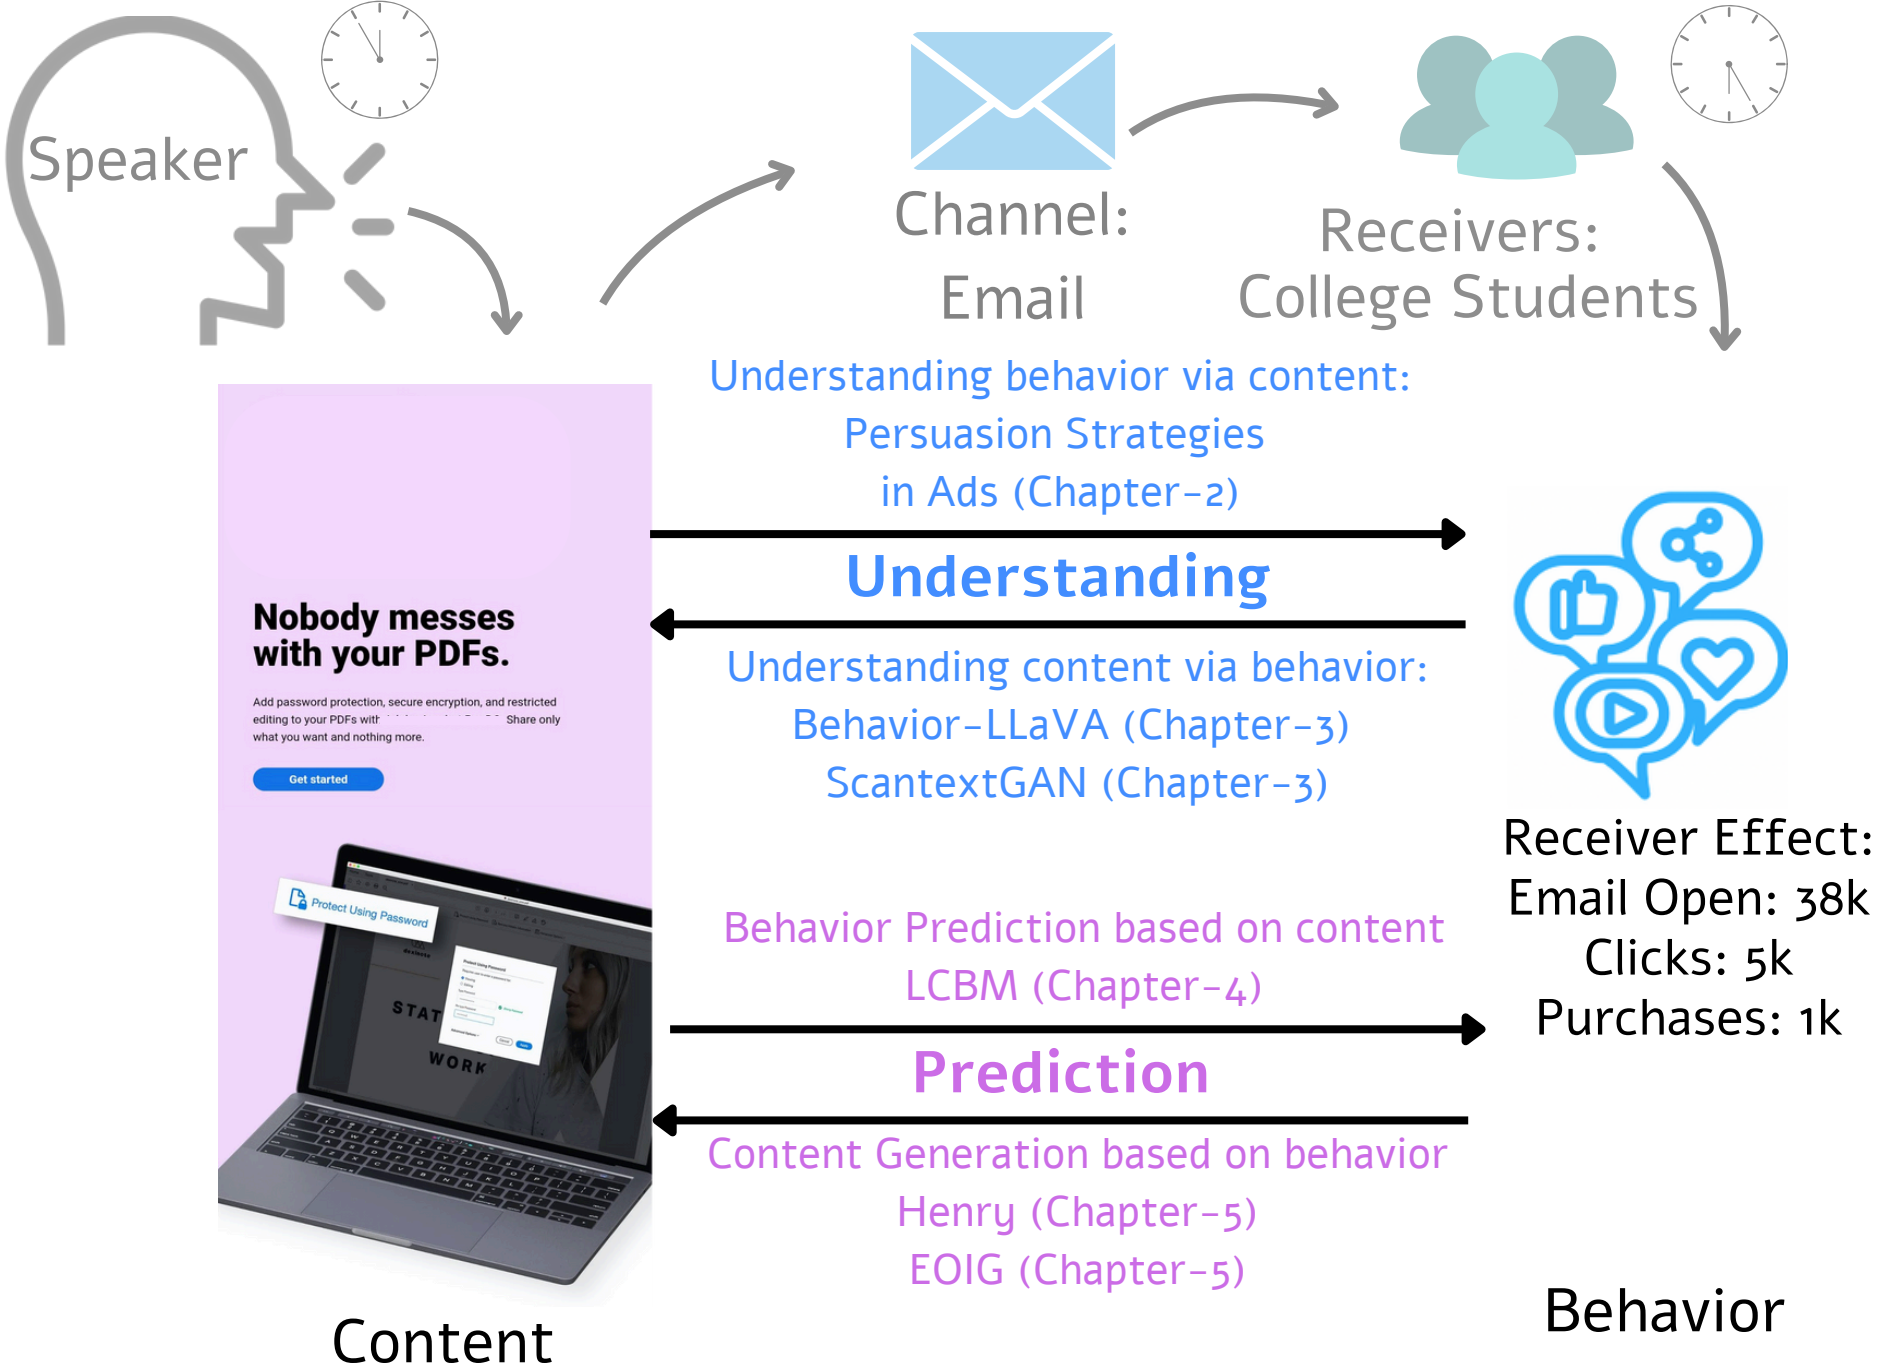 Speaker
Channel:
Email
Receivers:
College Students
Understanding behavior via content:
Persuasion Strategies
in Ads (Chapter-2)
Understanding
Understanding content via behavior:
Behavior-LLaVA (Chapter-3)
ScantextGAN (Chapter-3)
Behavior Prediction based on content
LCBM (Chapter-4)
Prediction
Content Generation based on behavior
Henry (Chapter-5)
EOIG (Chapter-5)
Nobody messes
with your PDFs.
Add password protection, secure encryption, and restricted
editing to your PDFs with Share only
what you want and nothing more.
Get started
Protect Using Password
Protect Using Password
STAT
WORK
Content
Receiver Effect:
Email Open: 38k
Clicks: 5k
Purchases: 1k
Behavior